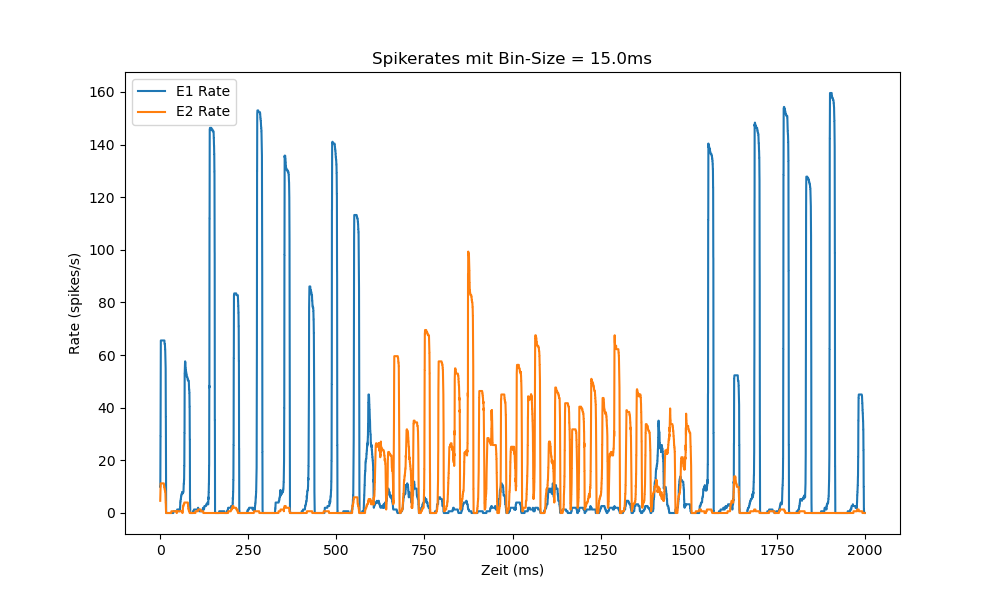 Spikerates mit Bin-Size = 15.0ms
E1 Rate
E2 Rate
160
140
120
100
80
60
40
20
0
Rate (spikes/s)
0 250 500 750 1000 1250 1500 1750 2000
Zeit (ms)